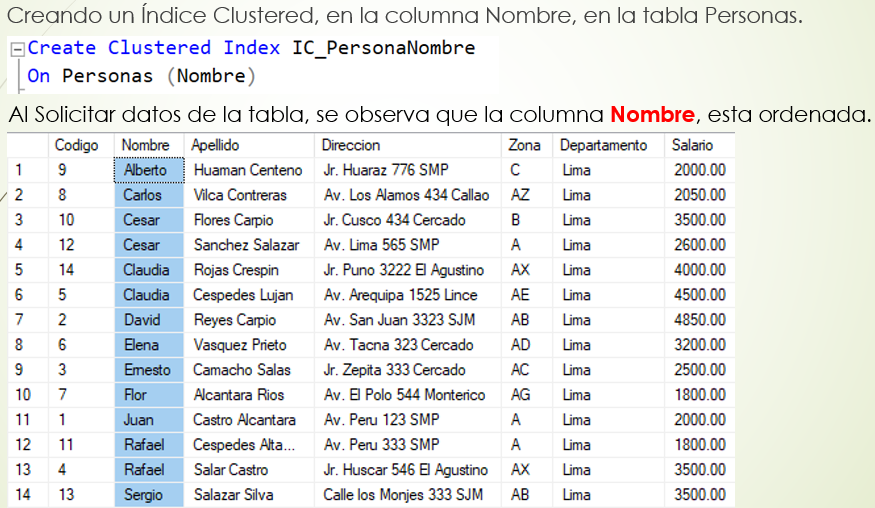 Creando un Índice Clustered, en la columna Nombre, en la tabla Personas.
Create Clustered Index IC_PersonaNombre
On Personas (Nombre)
Al Solicitar datos de la tabla, se observa que la columna Nombre, esta ordenada.
Codigo Nombre Apellido Direccion Zona Departamento Salario
1 9 Alberto Huaman Centeno Jr. Huaraz 776 SMP C Lima 2000.00
2 8 Carlos Vilca Contreras Av. Los Alamos 434 Callao AZ Lima 2050.00
3 10 Cesar Flores Carpio Jr. Cusco 434 Cercado B Lima 3500.00
4 12 Cesar Sanchez Salazar Av. Lima 565 SMP A Lima 2600.00
5 14 Claudia Rojas Crespin Jr. Puno 3222 El Agustino AX Lima 4000.00
6 5 Claudia Cespedes Lujan Av. Arequipa 1525 Lince AE Lima 4500.00
7 2 David Reyes Carpio Av. San Juan 3323 SJM AB Lima 4850.00
8 6 Elena Vasquez Prieto Av. Tacna 323 Cercado AD Lima 3200.00
9 3 Ernesto Camacho Salas Jr. Zepita 333 Cercado AC Lima 2500.00
10 7 Flor Alcantara Rios Av. El Polo 544 Monterico AG Lima 1800.00
11 1 Juan Castro Alcantara Av. Peru 123 SMP A Lima 2000.00
12 11 Rafael Cespedes Alta... Av. Peru 333 SMP A Lima 1800.00
13 4 Rafael Salar Castro Jr. Huscar 546 El Agustino AX Lima 3500.00
14 13 Sergio Salazar Silva Calle los Monjes 333 SJM AB Lima 3500.00